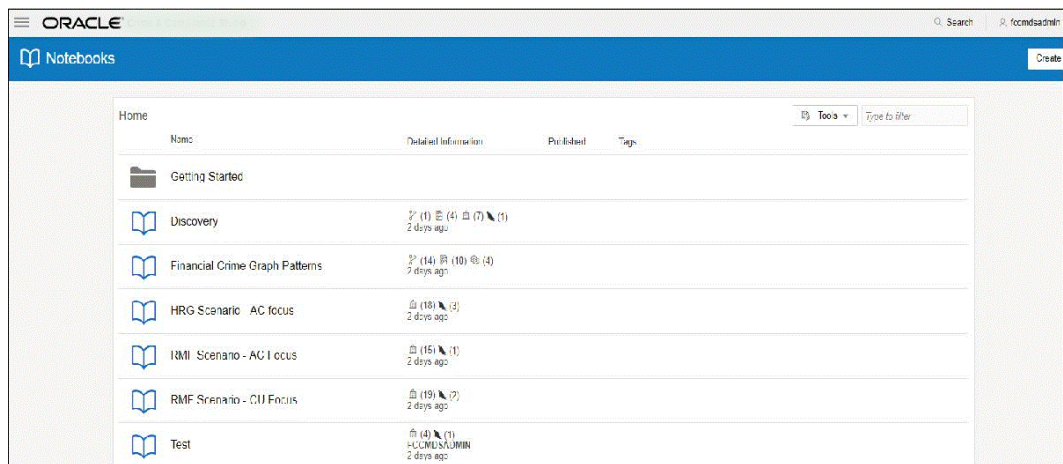 ORACLE
Search
fccmdsadmin
Notebooks
Create
Home
Tools
Type to filter
Name
Detailed Information
Published
Tags
Getting Started
Discovery
(1) (4) (7) (1)
2 days ago
Financial Crime Graph Patterns
(14) (10) (4)
2 days ago
HRG Scenario - AC focus
(18) (3)
2 days ago
RMF Scenario - AC Focus
(15) (1)
2 days ago
RMF Scenario - CU Focus
(19) (2)
2 days ago
Test
(4) (1)
FCCMDSADMIN
2 days ago